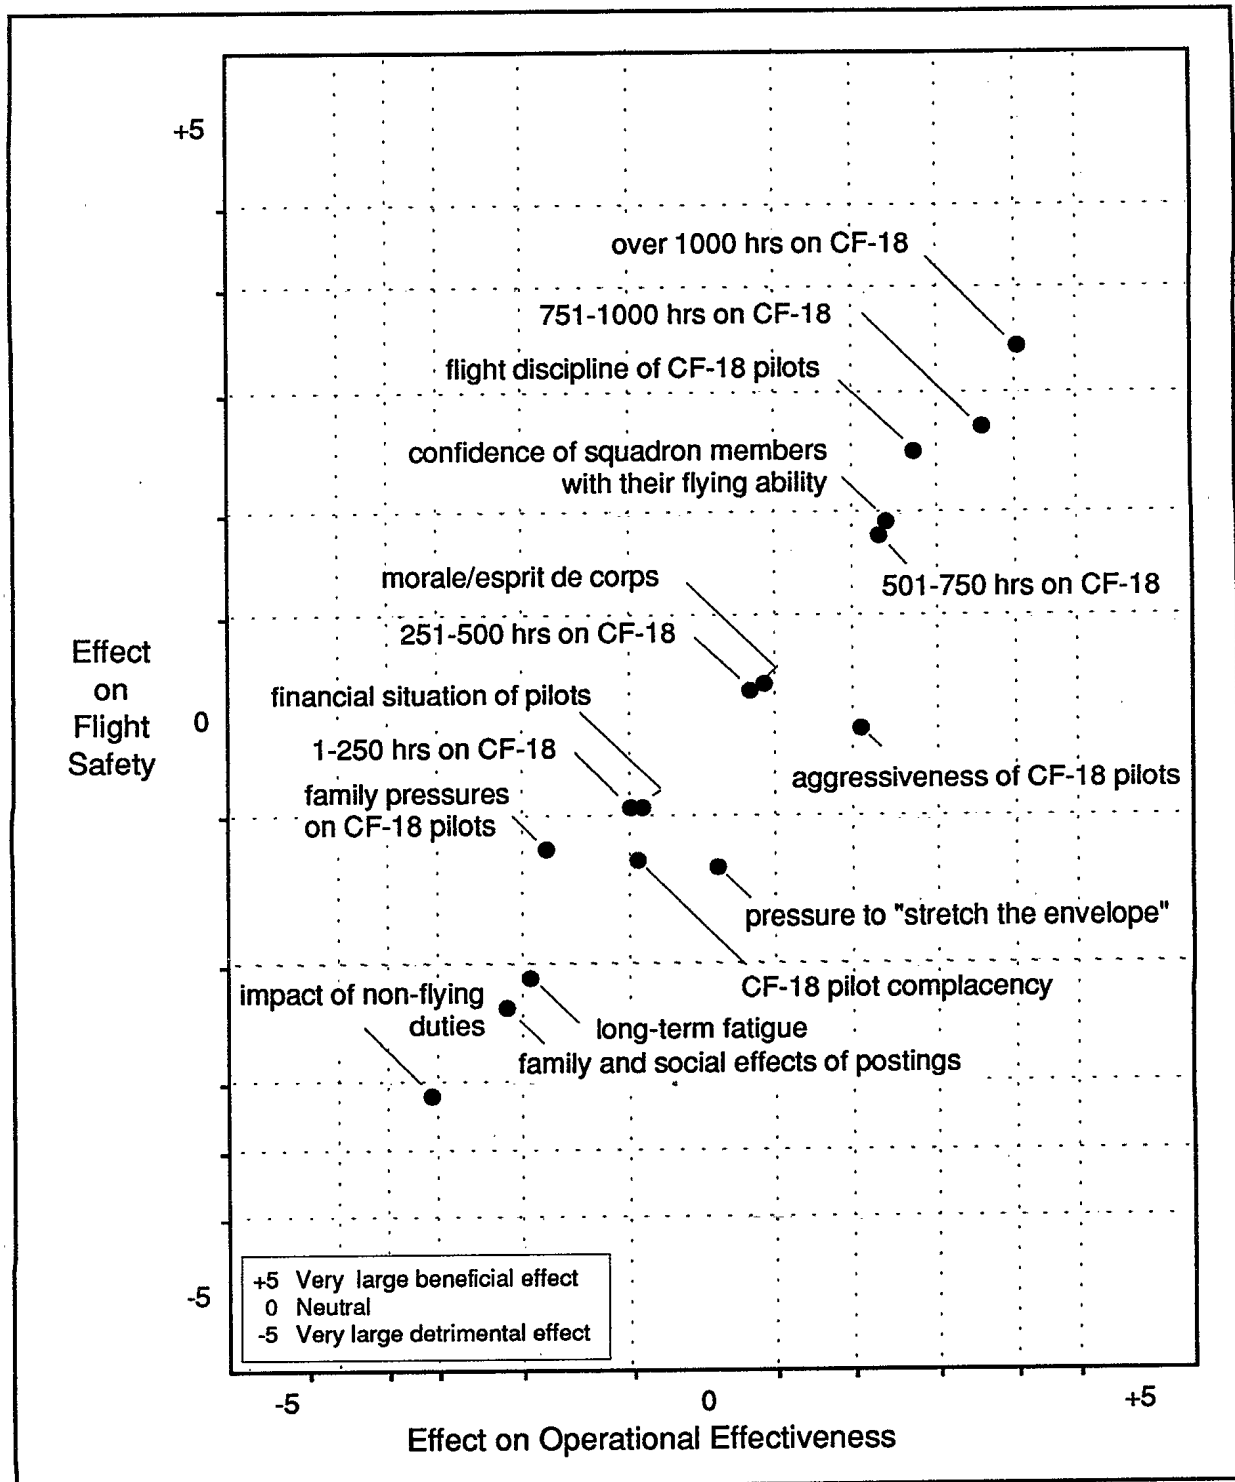 +5
over 1000 hrs on CF-18
751-1000 hrs on CF-18
flight discipline of CF-18 pilots
confidence of squadron members
with their flying ability
501-750 hrs on CF-18
morale/esprit de corps
251-500 hrs on CF-18
Effect
on
Flight
Safety
0
financial situation of pilots
1-250 hrs on CF-18
aggressiveness of CF-18 pilots
family pressures
on CF-18 pilots
pressure to "stretch the envelope"
CF-18 pilot complacency
impact of non-flying
duties
long-term fatigue
family and social effects of postings
-5
+5 Very large beneficial effect
0 Neutral
-5 Very large detrimental effect
-5
0
+5
Effect on Operational Effectiveness